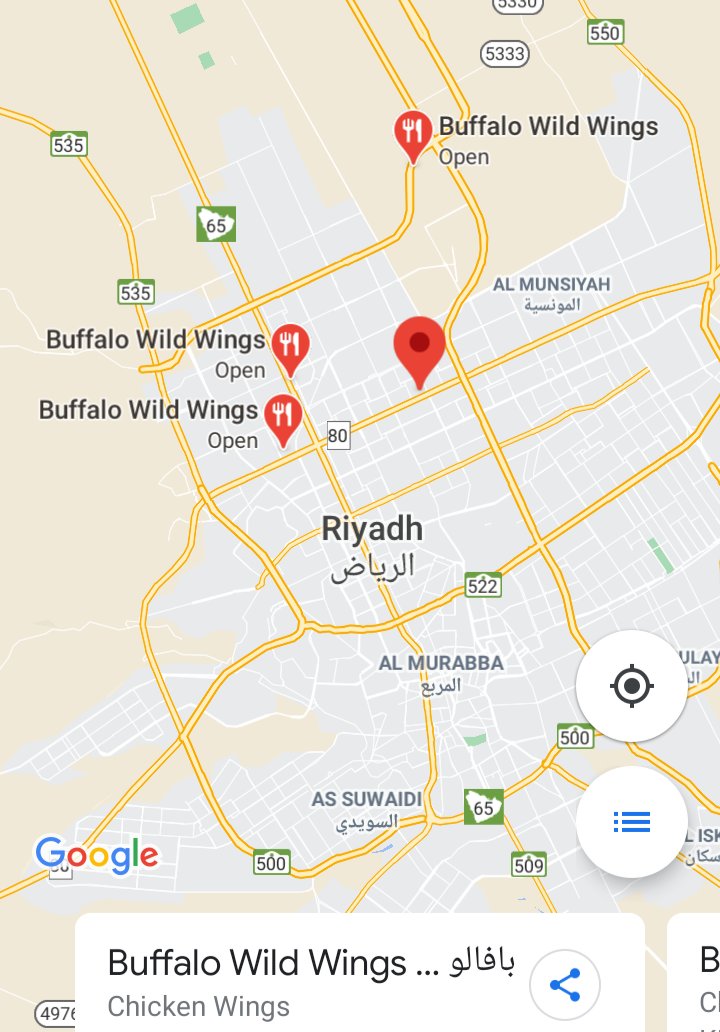 5330
550
5333
Buffalo Wild Wings
Open
535
65
AL MUNSIYAH
المونسية
535
Buffalo Wild Wings
Open
Buffalo Wild Wings
Open
80
Riyadh
الرياض
522
AL MURABBA
المربع
ULAY
ال
500
AS SUWAIDI
السويدي
65
L ISK
سكان
Google
500
509
Buffalo Wild Wings ... بافالو
Chicken Wings
B
4976